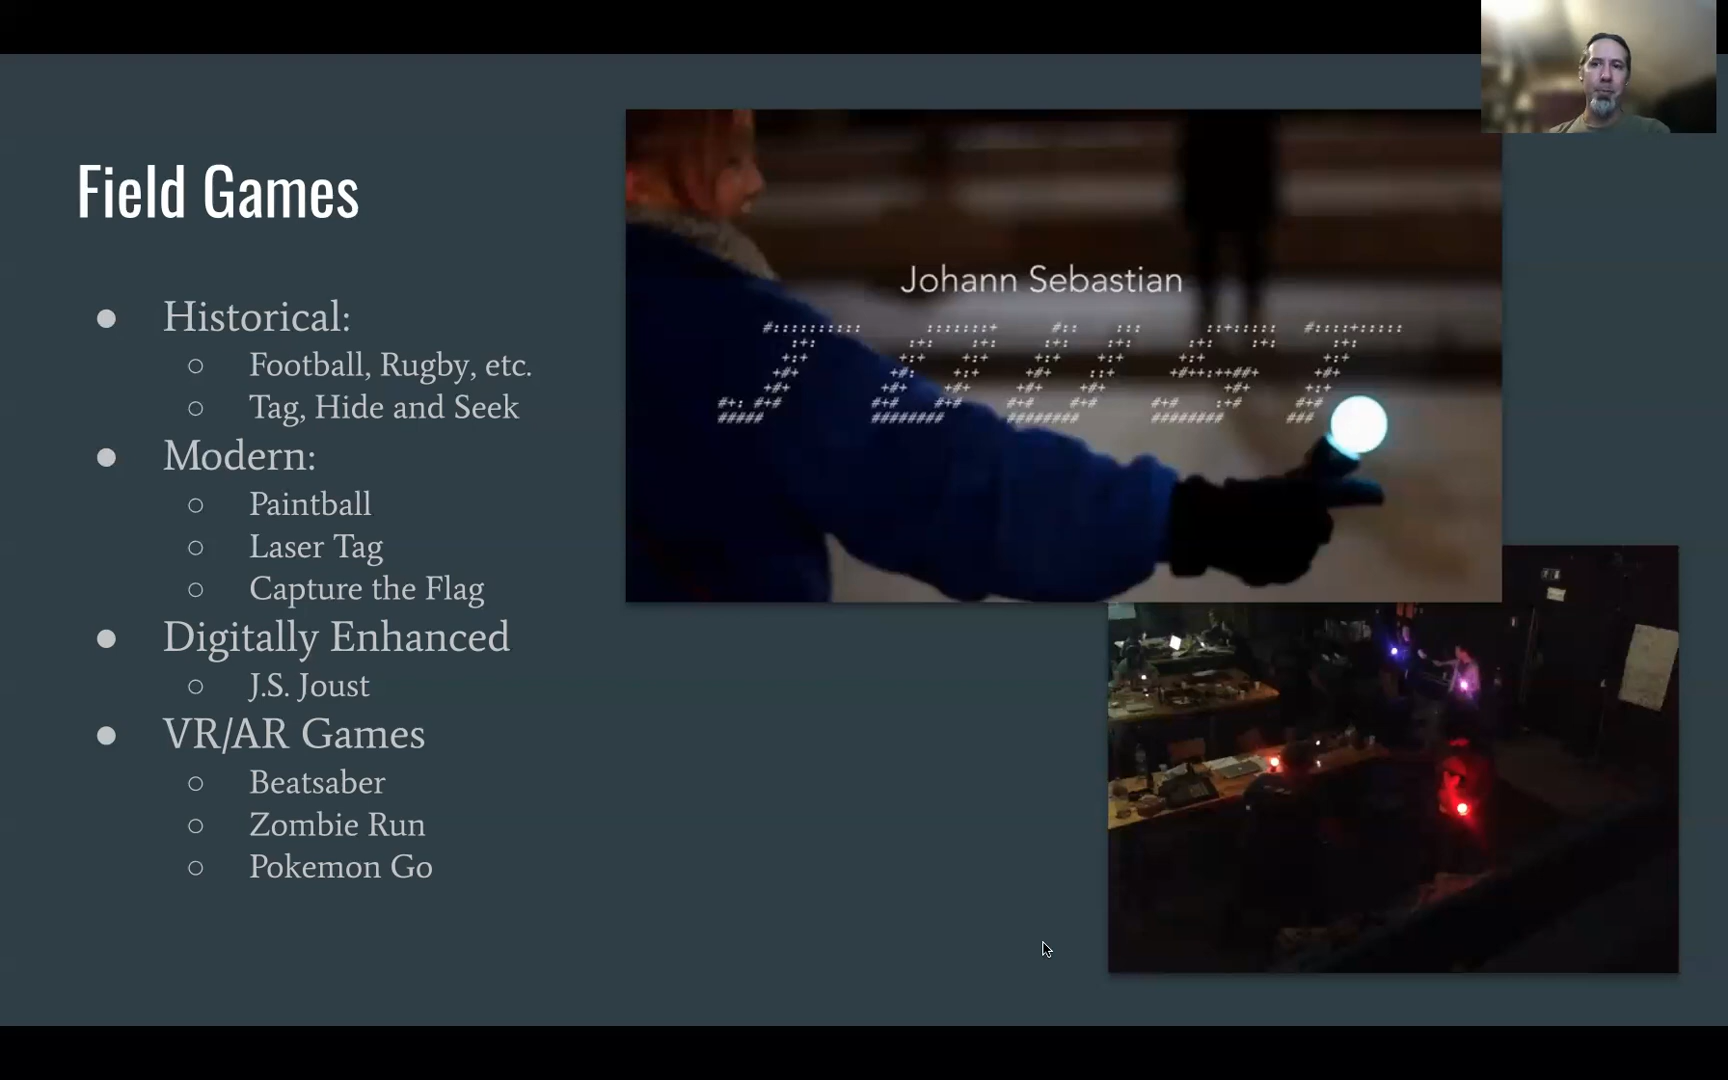 Field Games
Historical:
Football, Rugby, etc.
Tag, Hide and Seek
Modern:
Paintball
Laser Tag
Capture the Flag
Digitally Enhanced
J.S. Joust
VR/AR Games
Beatsaber
Zombie Run
Pokemon Go
Johann Sebastian
JOUST